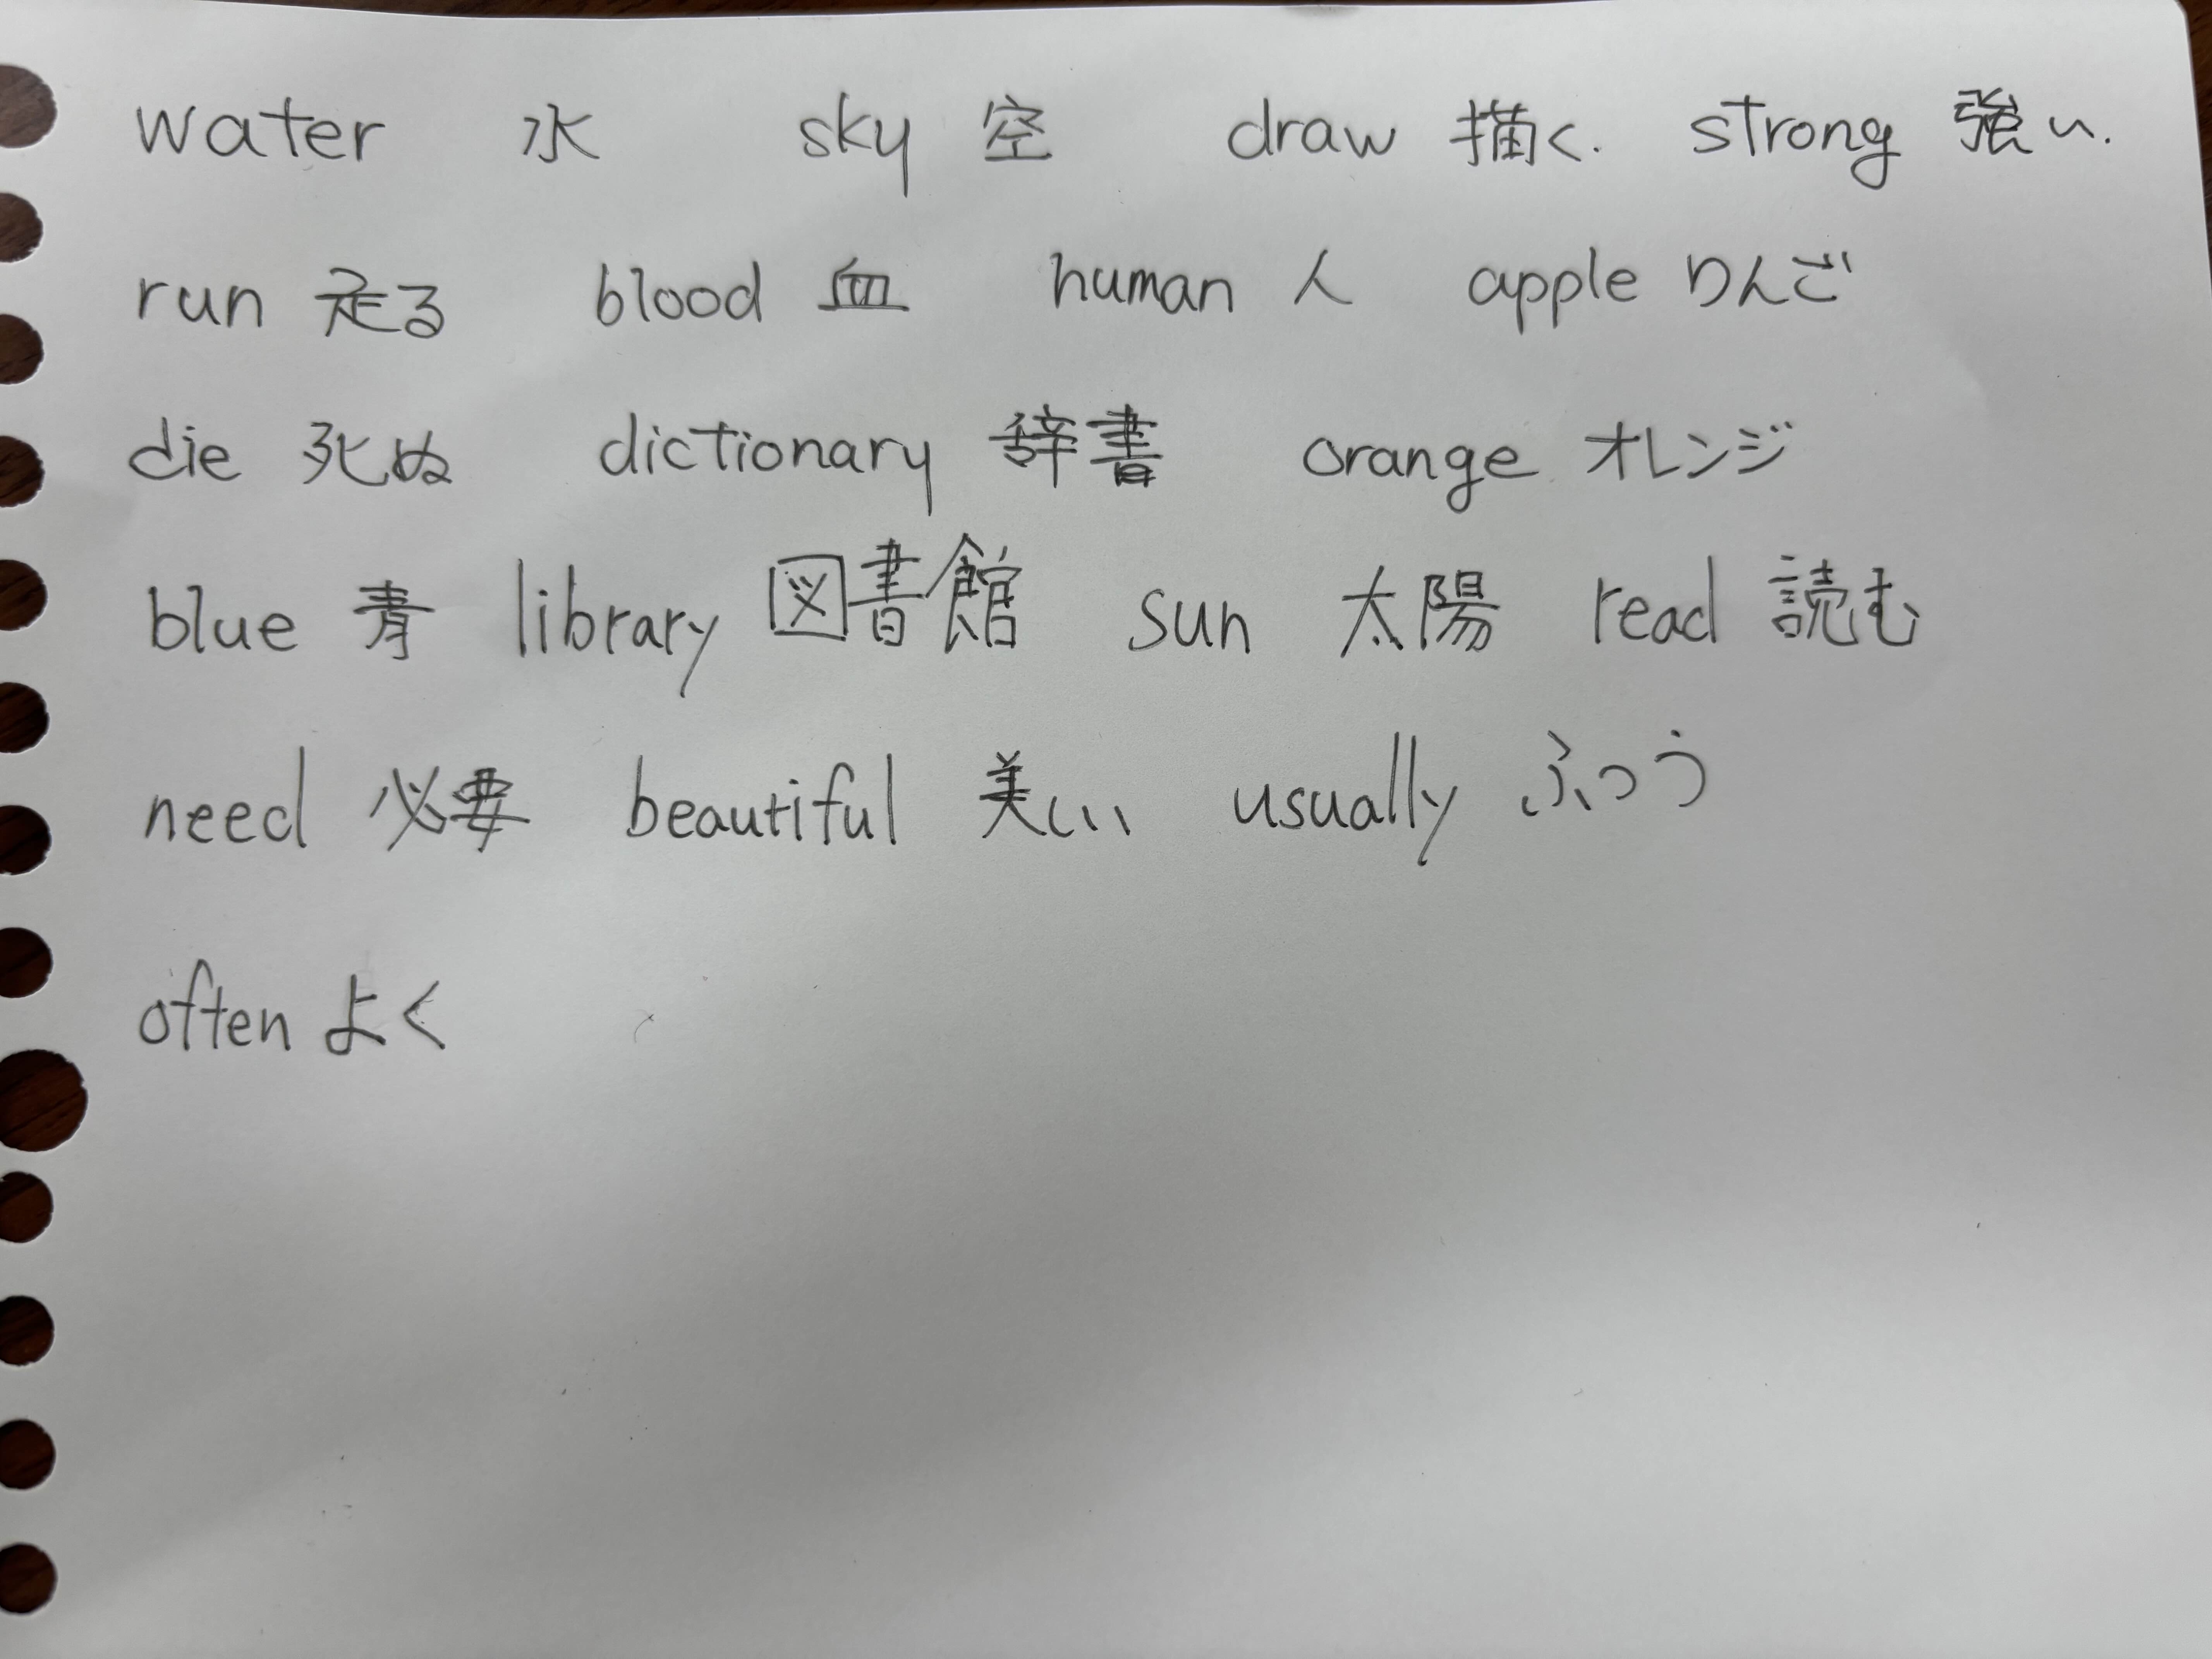 water 水 sky 空 draw 描く. strong 強い.
run 走る blood 血 human 人 apple りんご
die 死ぬ dictionary 辞書 orange オレンジ
blue 青 library 図書館 sun 太陽 read 読む
need 必要 beautiful 美しい usually ふつう
often よく